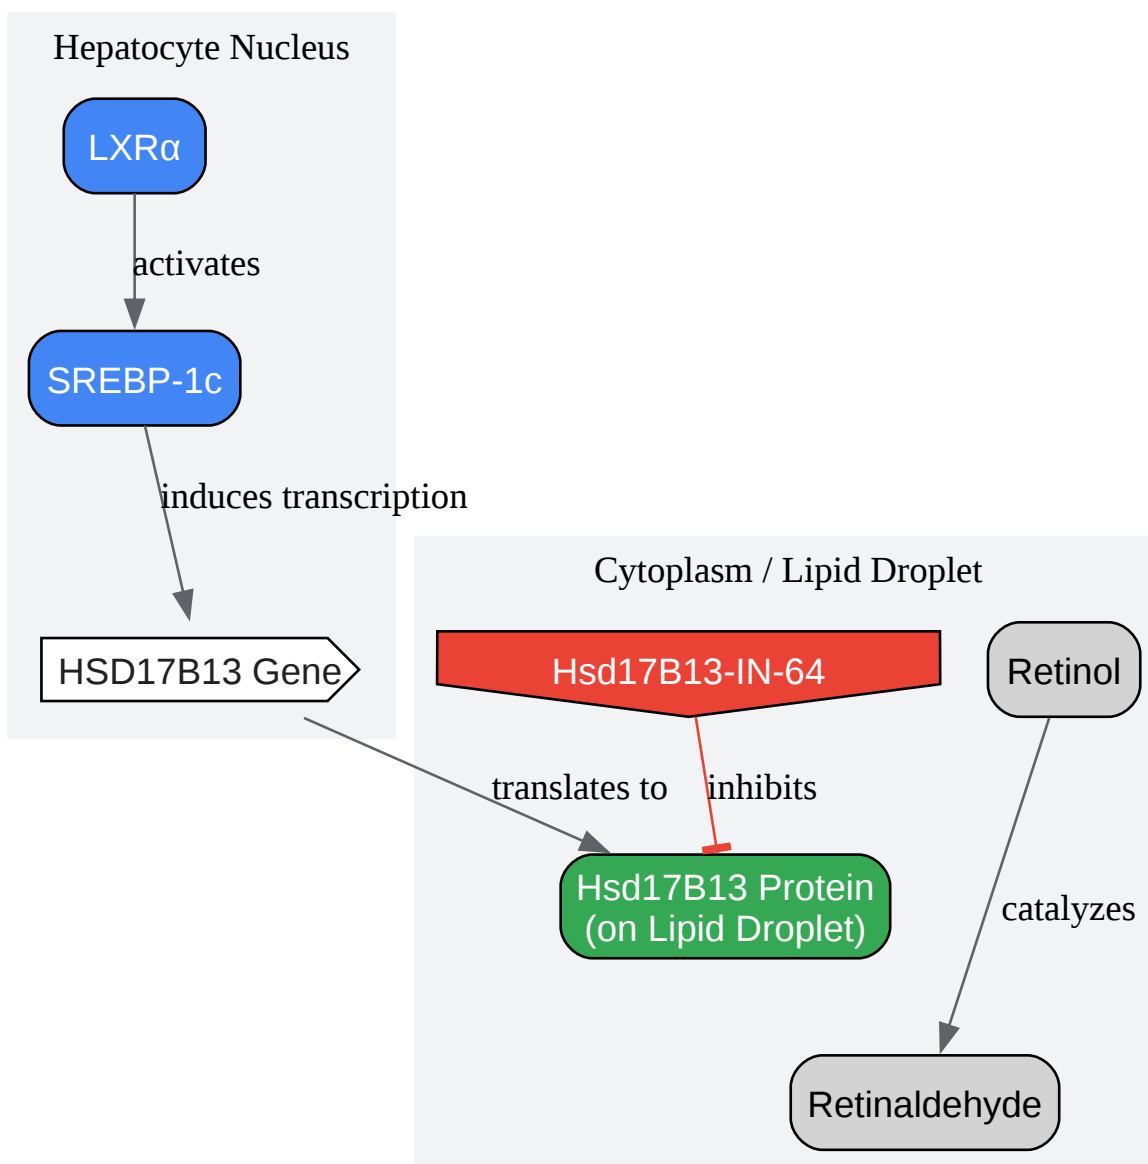 Hepatocyte Nucleus
LXRα
activates
SREBP-1c
induces transcription
HSD17B13 Gene
Cytoplasm / Lipid Droplet
Hsd17B13-IN-64
Retinol
translates to
inhibits
Hsd17B13 Protein
(on Lipid Droplet)
catalyzes
Retinaldehyde